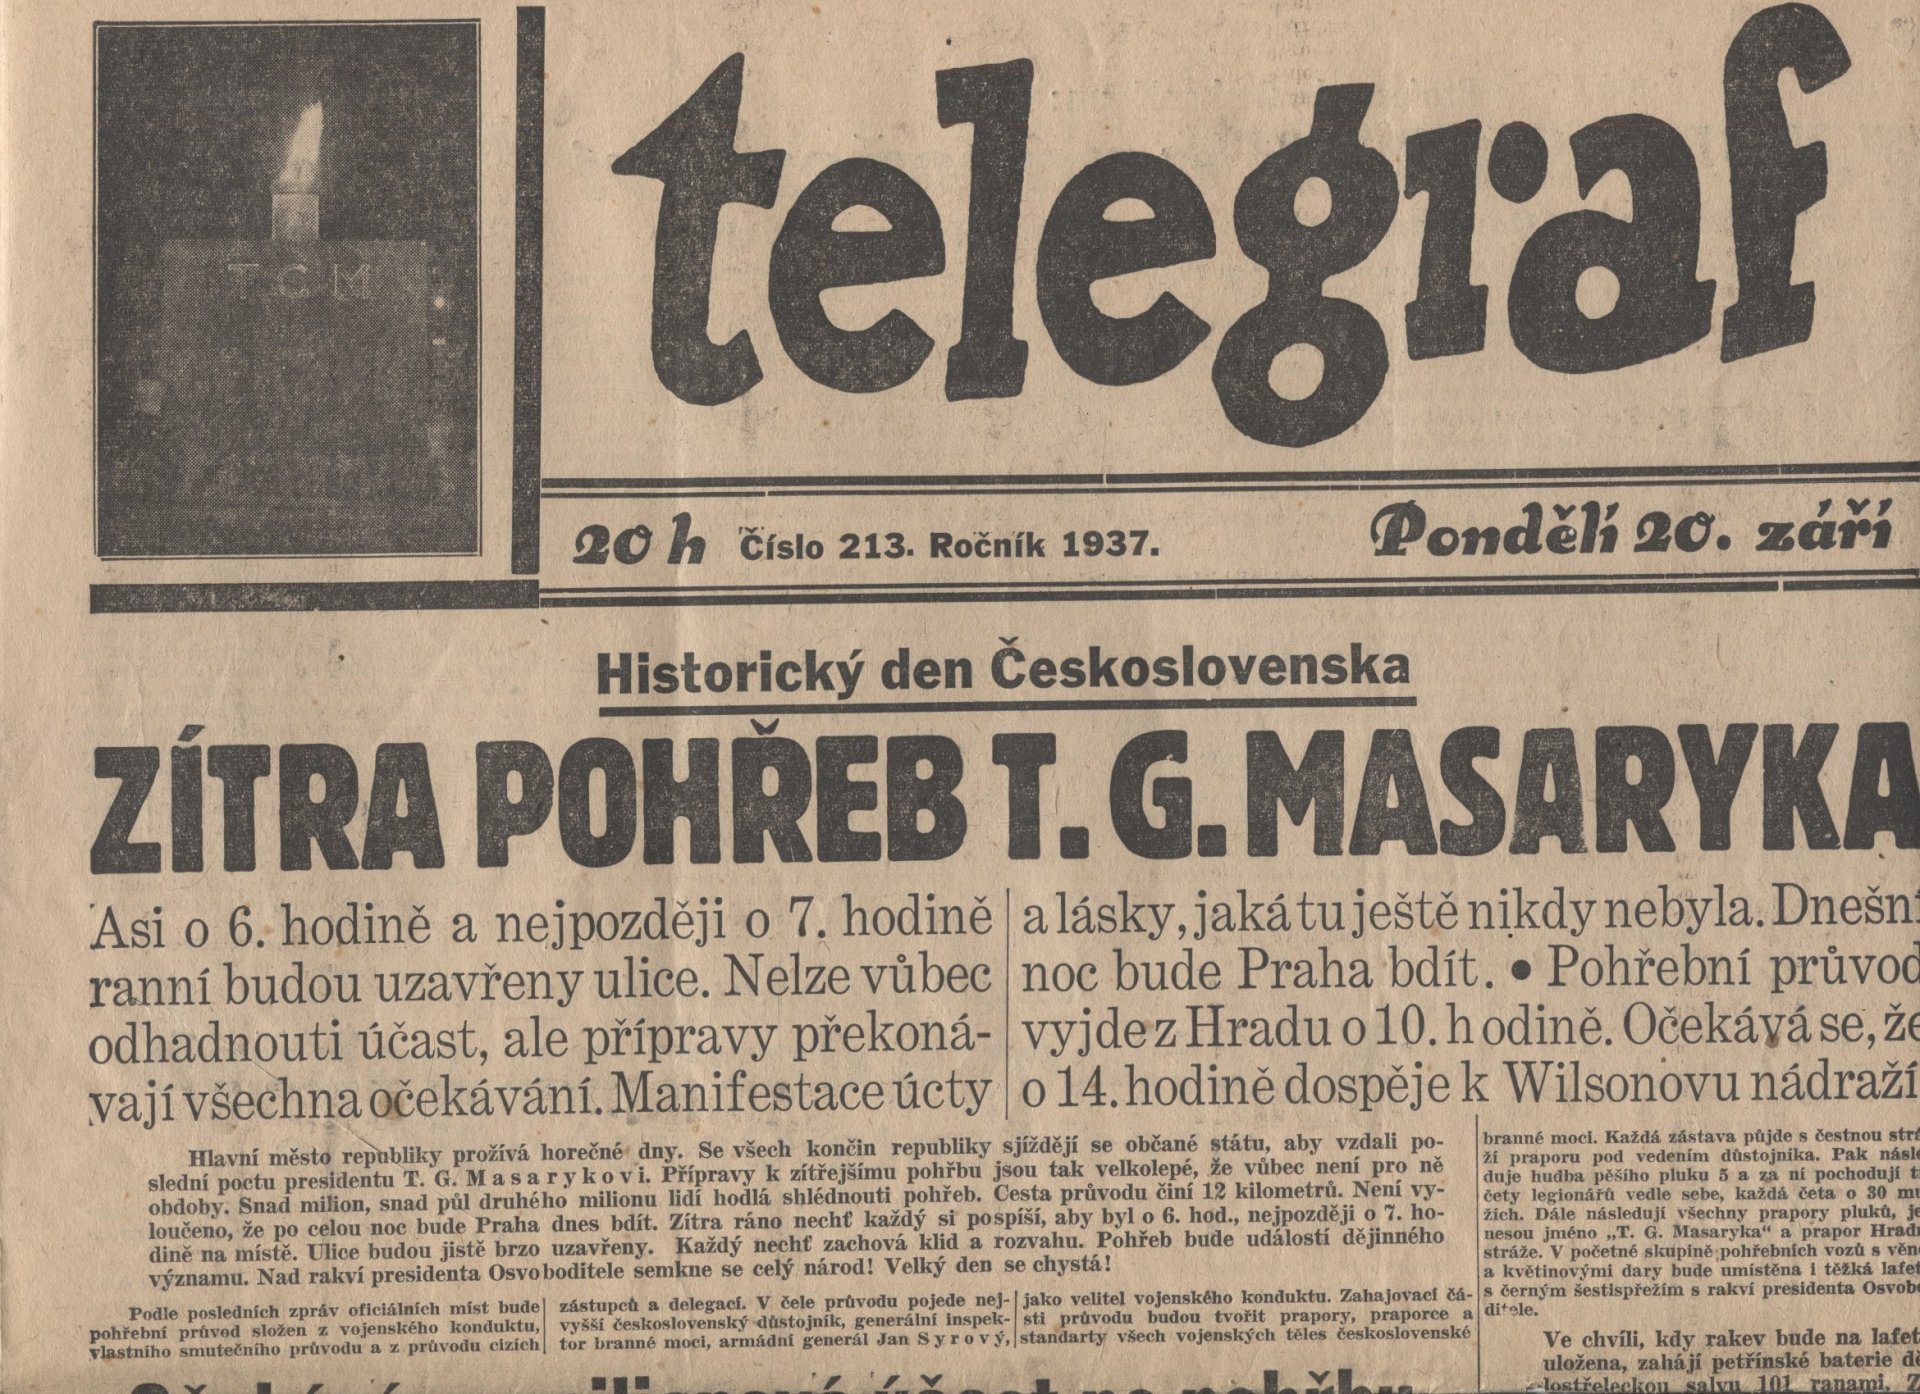 T G M
telegraf
20 h Číslo 213. Ročník 1937. Pondělí 20. září
Historický den Československa
ZÍTRA POHŘEB T. G. MASARYKA
Asi o 6. hodině a nejpozději o 7. hodině
ranní budou uzavřeny ulice. Nelze vůbec
odhadnouti účast, ale přípravy překoná-
vají všechna očekávání. Manifestace úcty
a lásky, jaká tu ještě nikdy nebyla. Dnešní
noc bude Praha bdít. • Pohřební průvod
vyjde z Hradu o 10. hodině. Očekává se, že
o 14. hodině dospěje k Wilsonovu nádraží
Hlavní město republiky prožívá horečné dny. Se všech končin republiky sjíždějí se občané státu, aby vzdali po-
slední poctu presidentu T. G. Masarykovi. Přípravy k zítřejšímu pohřbu jsou tak velkolepé, že vůbec není pro ně
obdoby. Snad milion, snad půl druhého milionu lidí hodlá shlédnouti pohřeb. Cesta průvodu činí 12 kilometrů. Není vy-
loučeno, že po celou noc bude Praha dnes bdít. Zítra ráno nechť každý si pospíší, aby byl o 6. hod., nejpozději o 7. ho-
dině na místě. Ulice budou jistě brzo uzavřeny. Každý nechť zachová klid a rozvahu. Pohřeb bude událostí dějinného
významu. Nad rakví presidenta Osvoboditele semkne se celý národ! Velký den se chystá!
Podle posledních zpráv oficiálních míst bude
pohřební průvod složen z vojenského konduktu,
vlastního smutečního průvodu a z průvodu cizích
zástupců a delegací. V čele průvodu pojede nej-
vyšší československý důstojník, generální inspek-
tor branné moci, armádní generál Jan Syrový,
jako velitel vojenského konduktu. Zahajovací čá-
sti průvodu budou tvořit prapory, praporce a
standarty všech vojenských těles československé
branné moci. Každá zástava půjde s čestnou strá
ží praporu pod vedením důstojníka. Pak násle
duje hudba pěšího pluku 5 a za ní pochodují t
čety legionářů vedle sebe, každá četa o 30 mu
žích. Dále následují všechny prapory pluků, je
nesou jméno „T. G. Masaryka“ a prapor Hradn
stráže. V početné skupině pohřebních vozů s věn
a květinovými dary bude umístěna i těžká lafet
s černým šestispřežím s rakví presidenta Osvobo
ditele.
Ve chvíli, kdy rakev bude na lafet
uložena, zahájí petřínské baterie dě
lostřeleckou salvu 101 ranami. Z